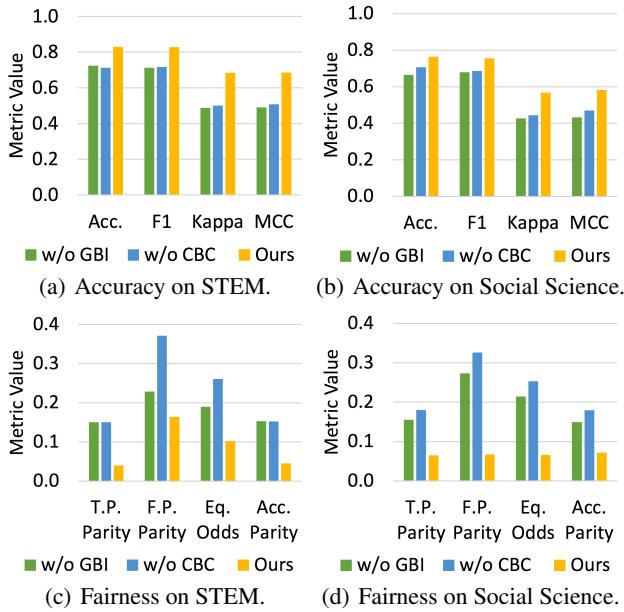 Metric Value
1.0
0.8
0.6
0.4
0.2
0.0
Acc. F1 Kappa MCC
w/o GBI w/o CBC Ours
(a) Accuracy on STEM.
Metric Value
1.0
0.8
0.6
0.4
0.2
0.0
Acc. F1 Kappa MCC
w/o GBI w/o CBC Ours
(b) Accuracy on Social Science.
Metric Value
0.4
0.3
0.2
0.1
0.0
T.P. F.P. Eq. Acc.
Parity Parity Odds Parity
w/o GBI w/o CBC Ours
(c) Fairness on STEM.
Metric Value
0.4
0.3
0.2
0.1
0.0
T.P. F.P. Eq. Acc.
Parity Parity Odds Parity
w/o GBI w/o CBC Ours
(d) Fairness on Social Science.